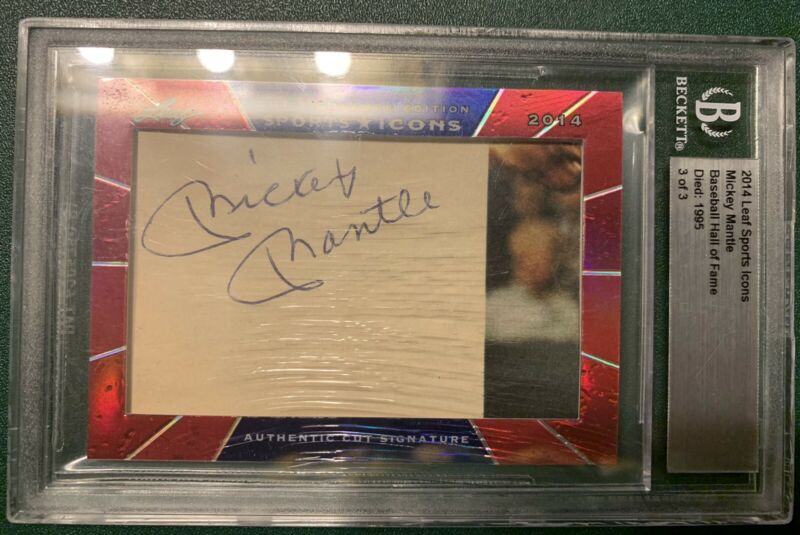 Leaf
EDITION
SPORTS ICONS
2014
Mickey
Mantle
AUTHENTIC CUT SIGNATURE
B
BECKETT®
2014 Leaf Sports Icons
Mickey Mantle
Baseball Hall of Fame
Died: 1995
3 of 3